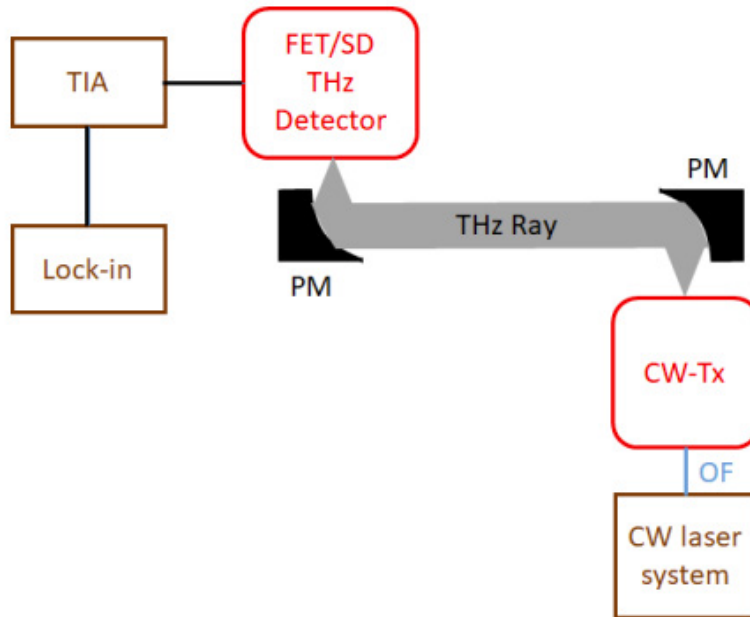 FET/SD
THz
Detector
TIA
PM
THz Ray
Lock-in
PM
CW-Tx
OF
CW laser
system